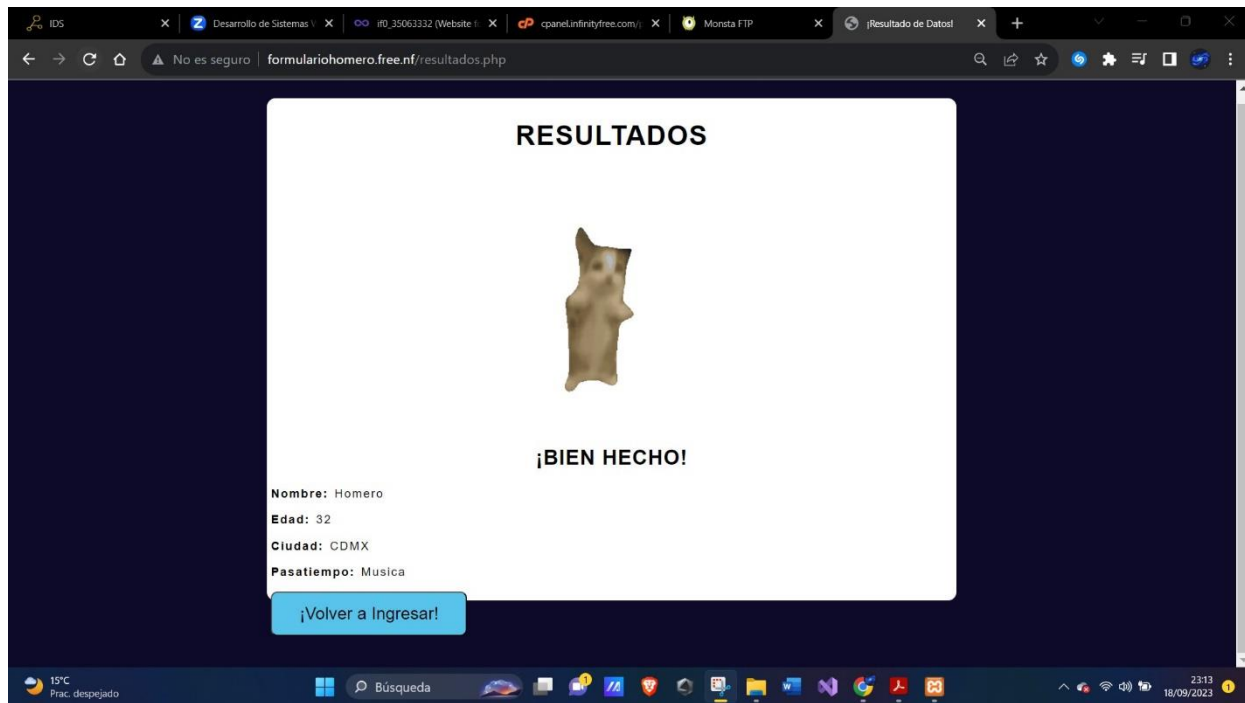 IDS
Desarrollo de Sistemas V
if0_35063332 (Website f
cpanel.infinityfree.com/
Monsta FTP
¡Resultado de Datos!
No es seguro
formulariohomero.free.nf/resultados.php
RESULTADOS
¡BIEN HECHO!
Nombre: Homero
Edad: 32
Ciudad: CDMX
Pasatiempo: Musica
¡Volver a Ingresar!
15°C
Prac. despejado
Búsqueda
23:13
18/09/2023